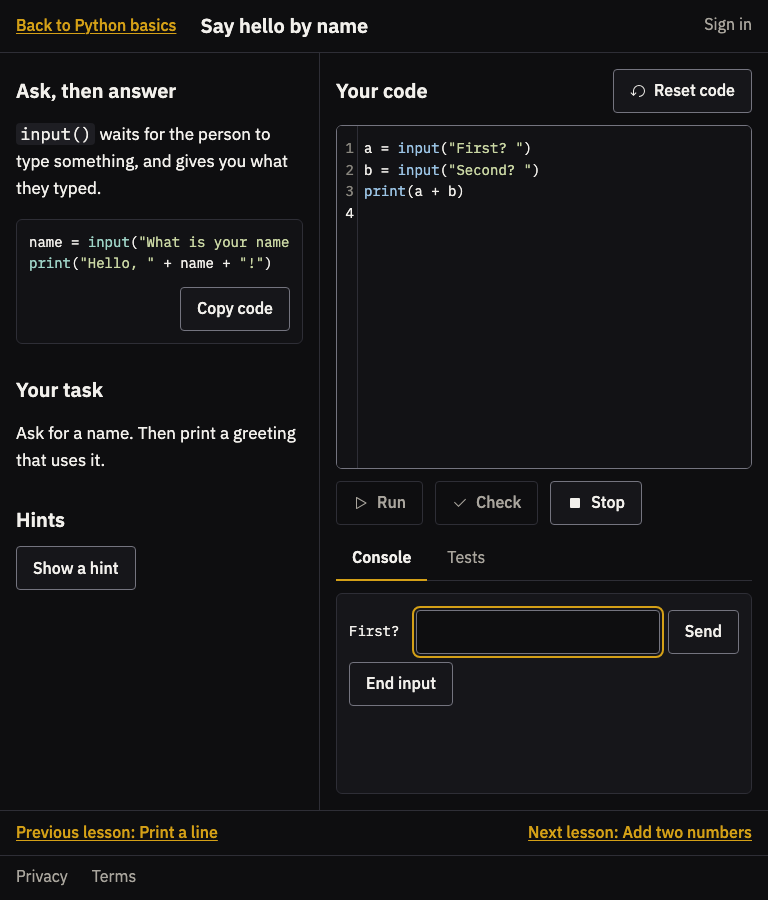 Back to Python basics
Say hello by name
Sign in
Ask, then answer
input() waits for the person to
type something, and gives you what
they typed.
name = input("What is your name
print("Hello, " + name + "!")
Copy code
Your task
Ask for a name. Then print a greeting
that uses it.
Hints
Show a hint
Your code
Reset code
1 a = input("First? ")
2 b = input("Second? ")
3 print(a + b)
4
Run
Check
Stop
Console
Tests
First?
Send
End input
Previous lesson: Print a line
Next lesson: Add two numbers
Privacy
Terms